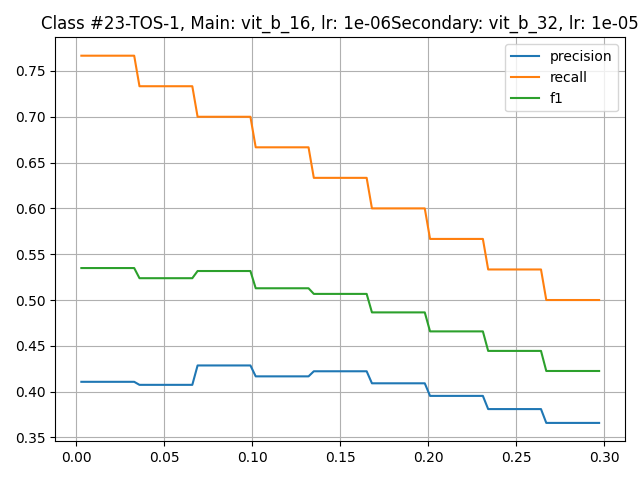 Class #23-TOS-1, Main: vit_b_16, lr: 1e-06Secondary: vit_b_32, lr: 1e-05
precision
recall
f1
0.75
0.70
0.65
0.60
0.55
0.50
0.45
0.40
0.35
0.00 0.05 0.10 0.15 0.20 0.25 0.30